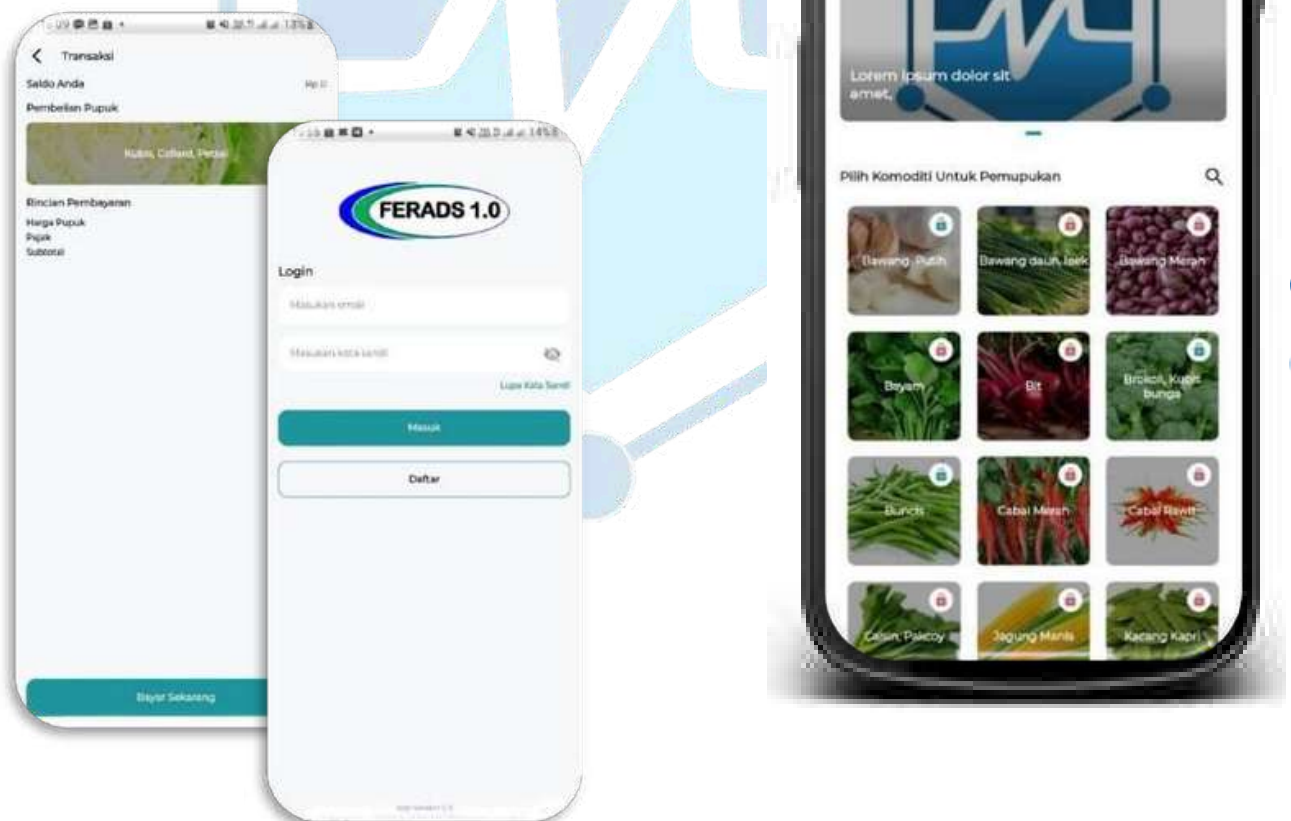 Transaksi
Saldo Anda
Rp 0
Pembelian Pupuk
Kubis, Collard, Petsai
Rincian Pembayaran
Harga Pupuk
Pajak
Subtotal
Bayar Sekarang
FERADS 1.0
Login
Masukan email
Masukan kata sandi
Lupa Kata Sandi
Masuk
Daftar
Lorem ipsum dolor sit
amet,
Pilih Komoditi Untuk Pemupukan
Bawang Putih
Bawang daun, leek
Bawang Merah
Bayam
Bit
Brokoli, Kubis
bunga
Buncis
Cabai Merah
Cabai Rawit
Caisin, Pakcoy
Jagung Manis
Kacang Kapri